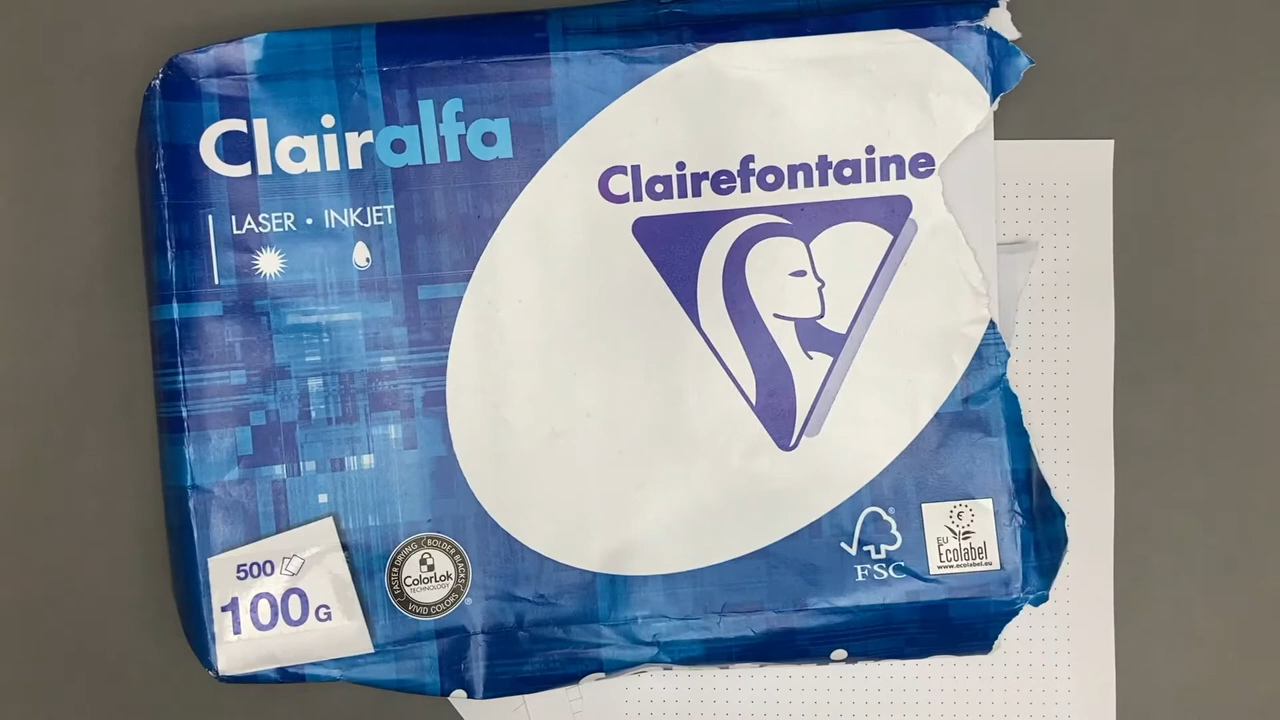 Clairalfa
LASER • INKJET
Clairefontaine
500
100G
FASTER DRYING
BOLDER BLACKS
ColorLok
TECHNOLOGY
VIVID COLORS
®
FSC
®
EU
Ecolabel
www.ecolabel.eu